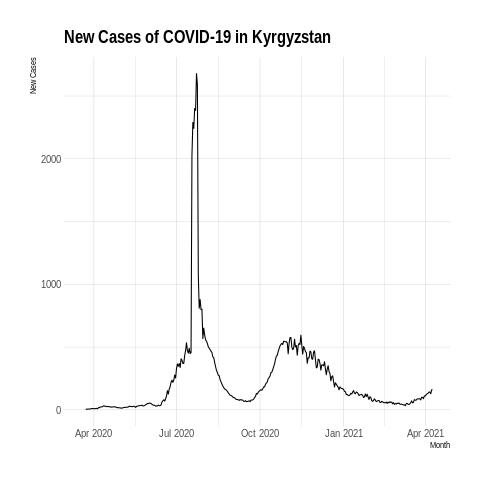 New Cases of COVID-19 in Kyrgyzstan
New Cases
2000
1000
0
Apr 2020 Jul 2020 Oct 2020 Jan 2021 Apr 2021
Month